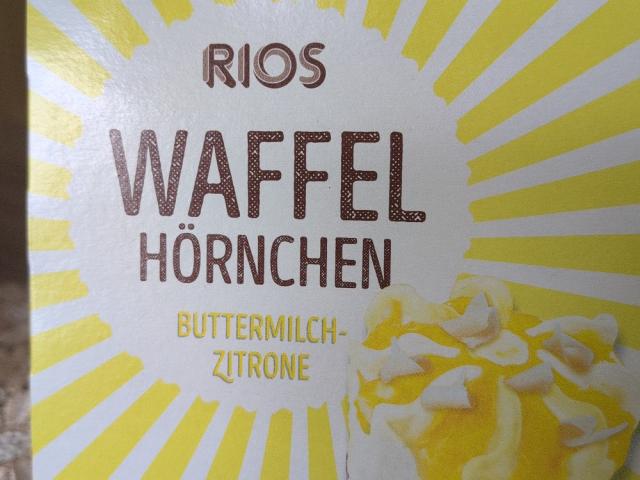 RIOS
WAFFEL
HÖRNCHEN
BUTTERMILCH-
ZITRONE